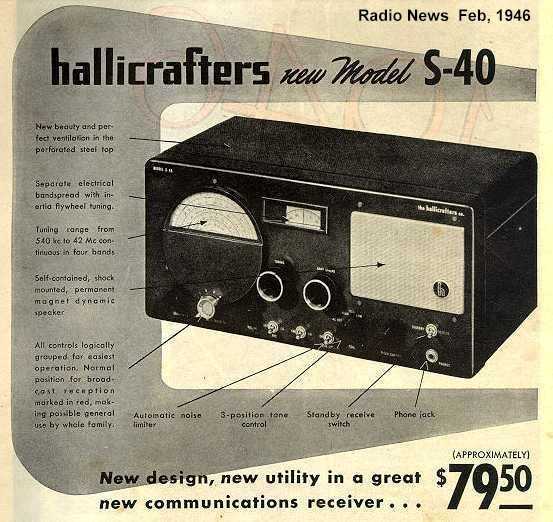 Radio News Feb, 1946
hallicrafters new Model S-40
New beauty and per-
fect ventilation in the
perforated steel top
Separate electrical
bandspread with in-
ertia flywheel tuning.
Tuning range from
540 kc to 42 Mc con-
tinuous in four bands
Self-contained, shock
mounted, permanent
magnet dynamic
speaker
All controls logically
grouped for easiest
operation. Normal
position for broad-
cast reception
marked in red, mak-
ing possible general
use by whole family.
the hallicrafters co.
Automatic noise
limiter
3-position tone
control
Standby receive
switch
Phone jack
(APPROXIMATELY)
New design, new utility in a great $79.50
new communications receiver . . .